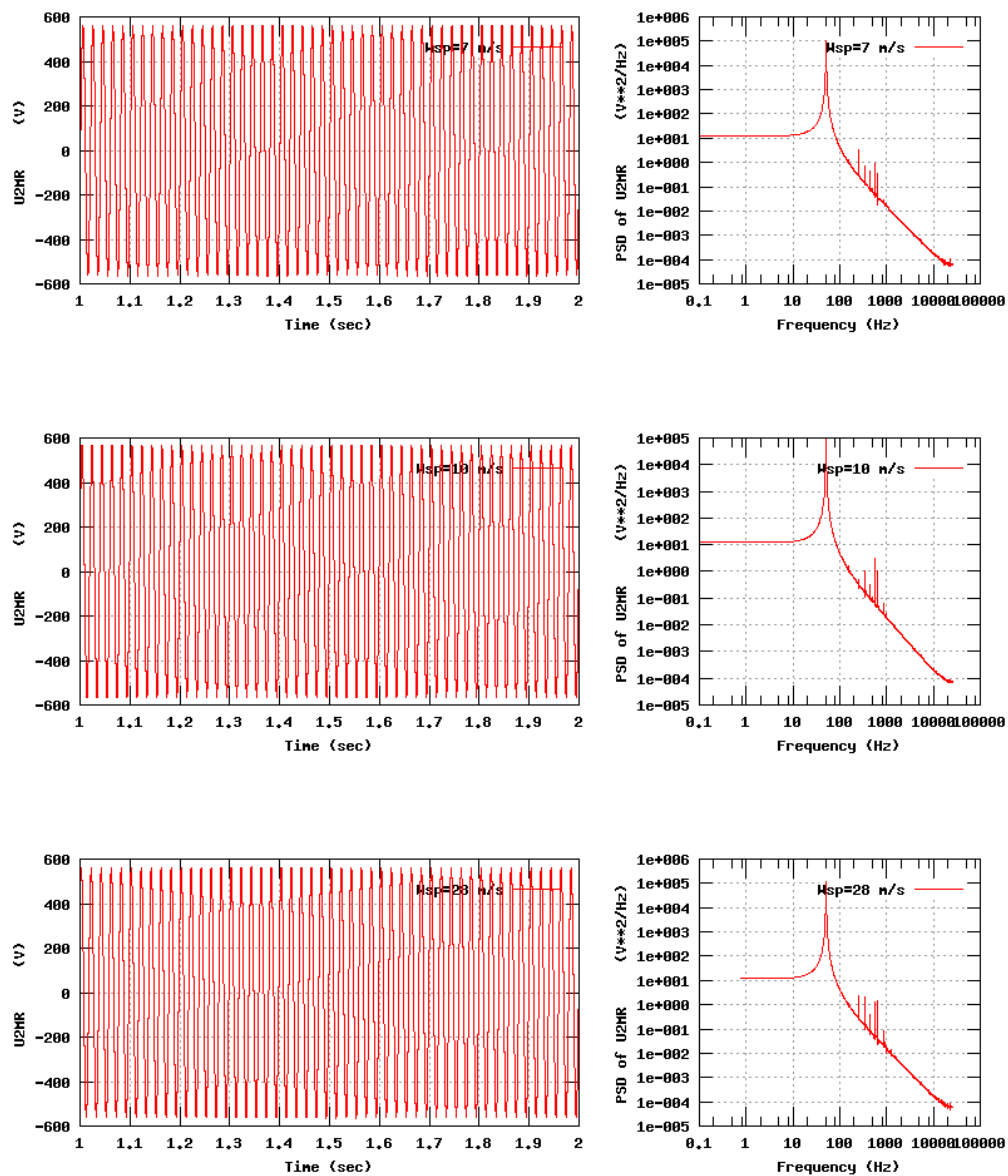 600
400
200
0
-200
-400
-600
U2MR (V)
Wsp=7 m/s
1 1.1 1.2 1.3 1.4 1.5 1.6 1.7 1.8 1.9 2
Time (sec)
1e+006
1e+005
1e+004
1e+003
1e+002
1e+001
1e+000
1e-001
1e-002
1e-003
1e-004
1e-005
PSD of U2MR (V**2/Hz)
Wsp=7 m/s
0.1 1 10 100 1000 10000 100000
Frequency (Hz)
600
400
200
0
-200
-400
-600
U2MR (V)
Wsp=10 m/s
1 1.1 1.2 1.3 1.4 1.5 1.6 1.7 1.8 1.9 2
Time (sec)
1e+005
1e+004
1e+003
1e+002
1e+001
1e+000
1e-001
1e-002
1e-003
1e-004
1e-005
PSD of U2MR (V**2/Hz)
Wsp=10 m/s
0.1 1 10 100 1000 10000 100000
Frequency (Hz)
600
400
200
0
-200
-400
-600
U2MR (V)
Wsp=28 m/s
1 1.1 1.2 1.3 1.4 1.5 1.6 1.7 1.8 1.9 2
Time (sec)
1e+006
1e+005
1e+004
1e+003
1e+002
1e+001
1e+000
1e-001
1e-002
1e-003
1e-004
1e-005
PSD of U2MR (V**2/Hz)
Wsp=28 m/s
0.1 1 10 100 1000 10000 100000
Frequency (Hz)